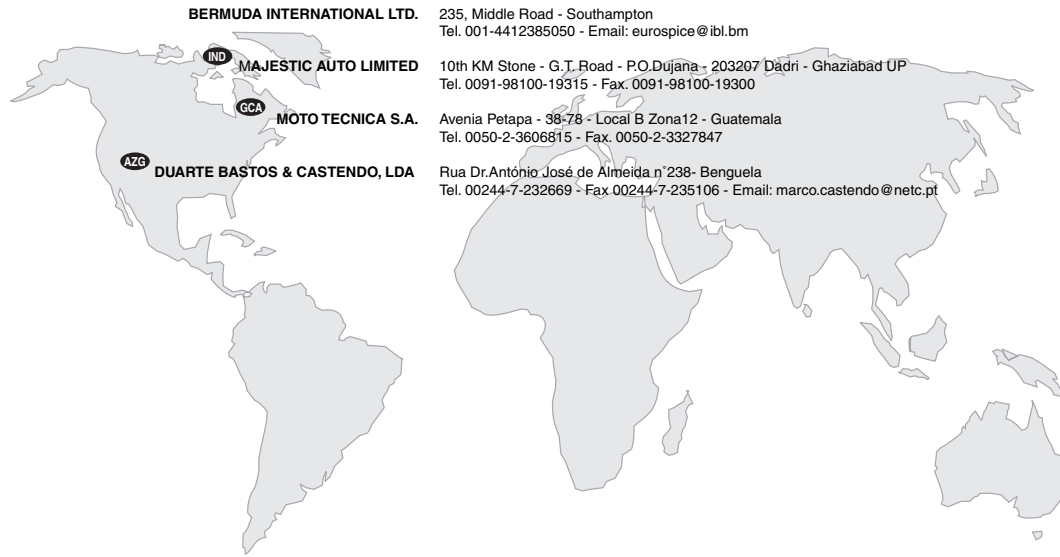 BERMUDA INTERNATIONAL LTD. 235, Middle Road - Southampton
Tel. 001-4412385050 - Email: eurospice@ibl.bm
IND MAJESTIC AUTO LIMITED 10th KM Stone - G.T. Road - P.O.Dujana - 203207 Dadri - Ghaziabad UP
Tel. 0091-98100-19315 - Fax. 0091-98100-19300
GCA MOTO TECNICA S.A. Avenia Petapa - 38-78 - Local B Zona12 - Guatemala
Tel. 0050-2-3606815 - Fax. 0050-2-3327847
AZG DUARTE BASTOS & CASTENDO, LDA Rua Dr.António José de Almeida n°238- Benguela
Tel. 00244-7-232669 - Fax 00244-7-235106 - Email: marco.castendo@netc.pt